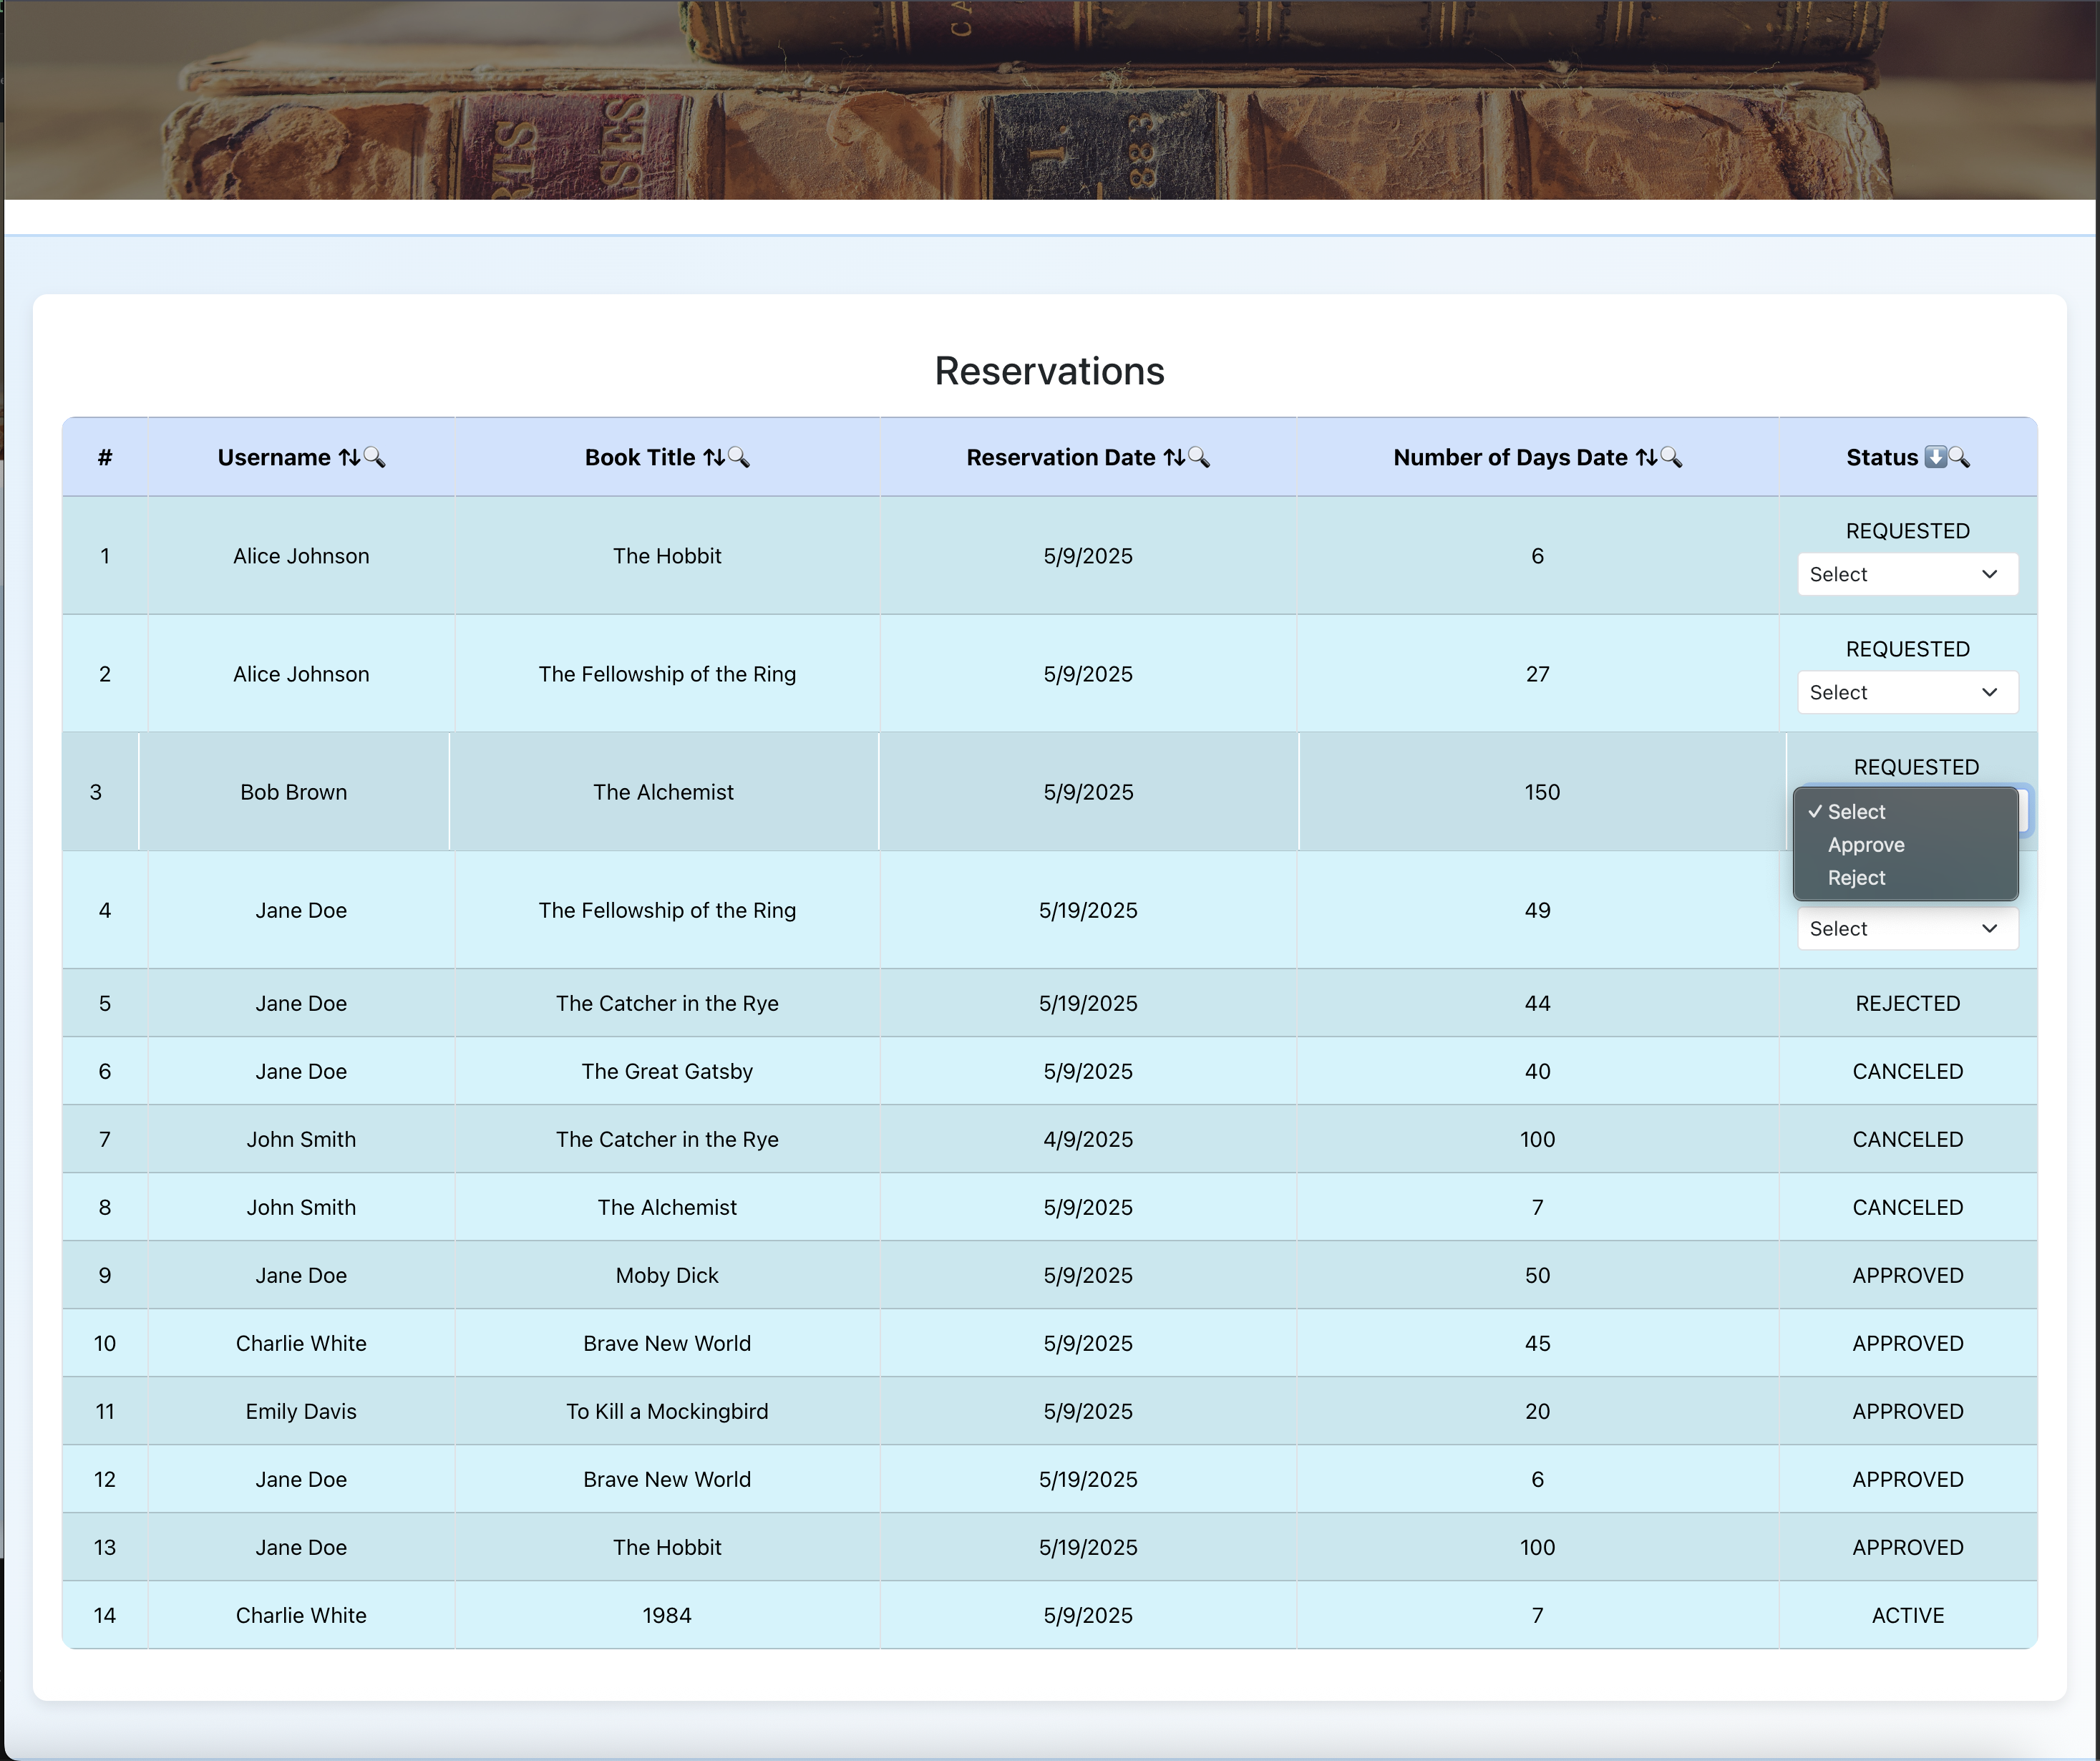 CA
RMS
ASES
1.
1883
Reservations
# Username ⇅🔍 Book Title ⇅🔍 Reservation Date ⇅🔍 Number of Days Date ⇅🔍 Status ⬇️🔍
1 Alice Johnson The Hobbit 5/9/2025 6 REQUESTED
Select
2 Alice Johnson The Fellowship of the Ring 5/9/2025 27 REQUESTED
Select
3 Bob Brown The Alchemist 5/9/2025 150 REQUESTED
✓ Select
Approve
Reject
4 Jane Doe The Fellowship of the Ring 5/19/2025 49
Select
5 Jane Doe The Catcher in the Rye 5/19/2025 44 REJECTED
6 Jane Doe The Great Gatsby 5/9/2025 40 CANCELED
7 John Smith The Catcher in the Rye 4/9/2025 100 CANCELED
8 John Smith The Alchemist 5/9/2025 7 CANCELED
9 Jane Doe Moby Dick 5/9/2025 50 APPROVED
10 Charlie White Brave New World 5/9/2025 45 APPROVED
11 Emily Davis To Kill a Mockingbird 5/9/2025 20 APPROVED
12 Jane Doe Brave New World 5/19/2025 6 APPROVED
13 Jane Doe The Hobbit 5/19/2025 100 APPROVED
14 Charlie White 1984 5/9/2025 7 ACTIVE